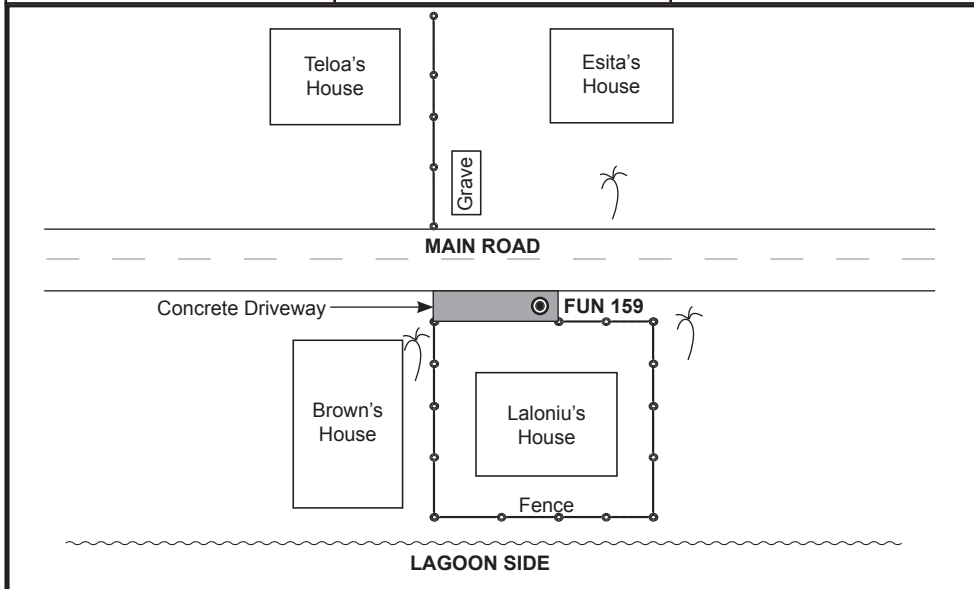 Teloa's
House
Esita's
House
Grave
MAIN ROAD
Concrete Driveway
FUN 159
Brown's
House
Laloniu's
House
Fence
LAGOON SIDE